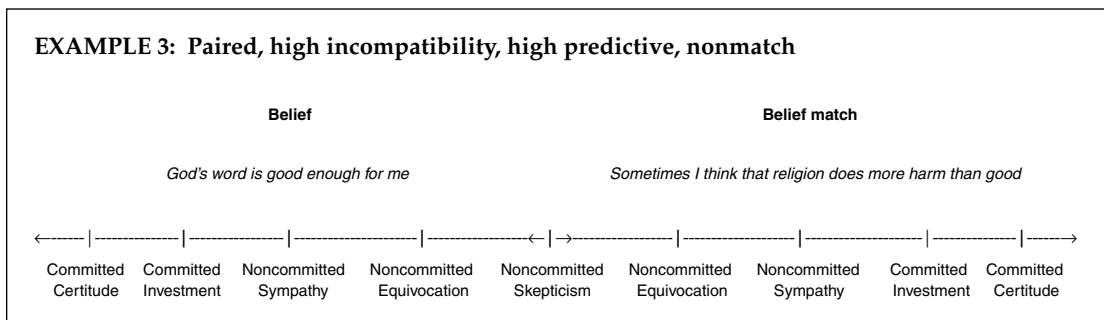 EXAMPLE 3: Paired, high incompatibility, high predictive, nonmatch
Belief Belief match
God's word is good enough for me Sometimes I think that religion does more harm than good
←------|---------------|-----------------|----------------------|-------------------←|→------------------|--------------------|----------------------|---------------|------→
Committed Committed Noncommitted Noncommitted Noncommitted Noncommitted Noncommitted Committed Committed
Certitude Investment Sympathy Equivocation Skepticism Equivocation Sympathy Investment Certitude